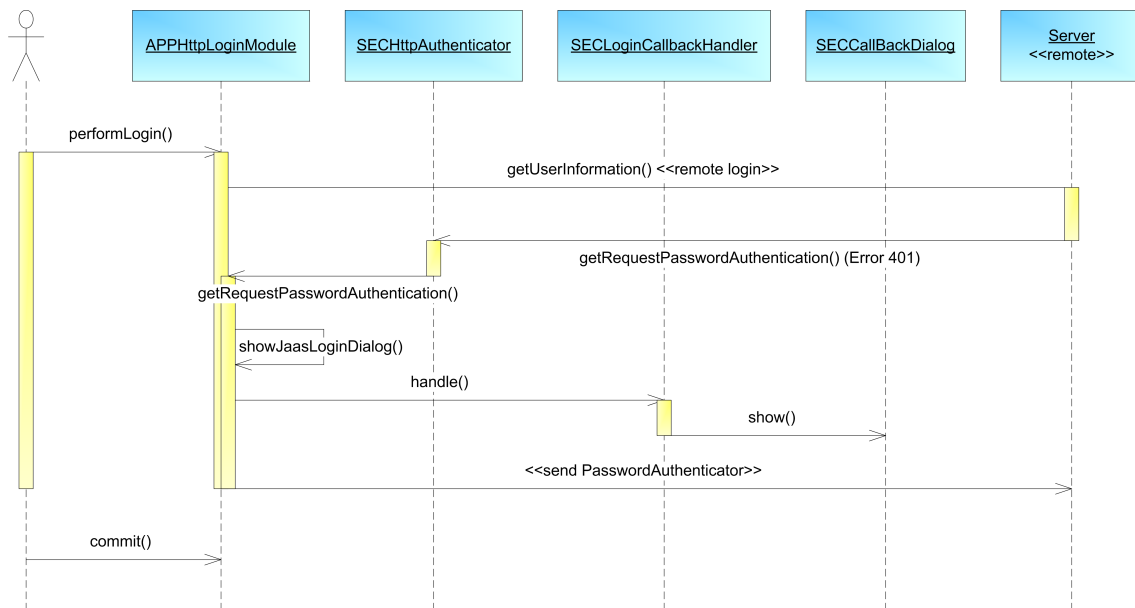 APPHttpLoginModule
SECHttpAuthenticator
SECLoginCallbackHandler
SECCallBackDialog
Server
<<remote>>
performLogin()
getUserInformation() <<remote login>>
getRequestPasswordAuthentication() (Error 401)
getRequestPasswordAuthentication()
showJaasLoginDialog()
handle()
show()
<<send PasswordAuthenticator>>
commit()